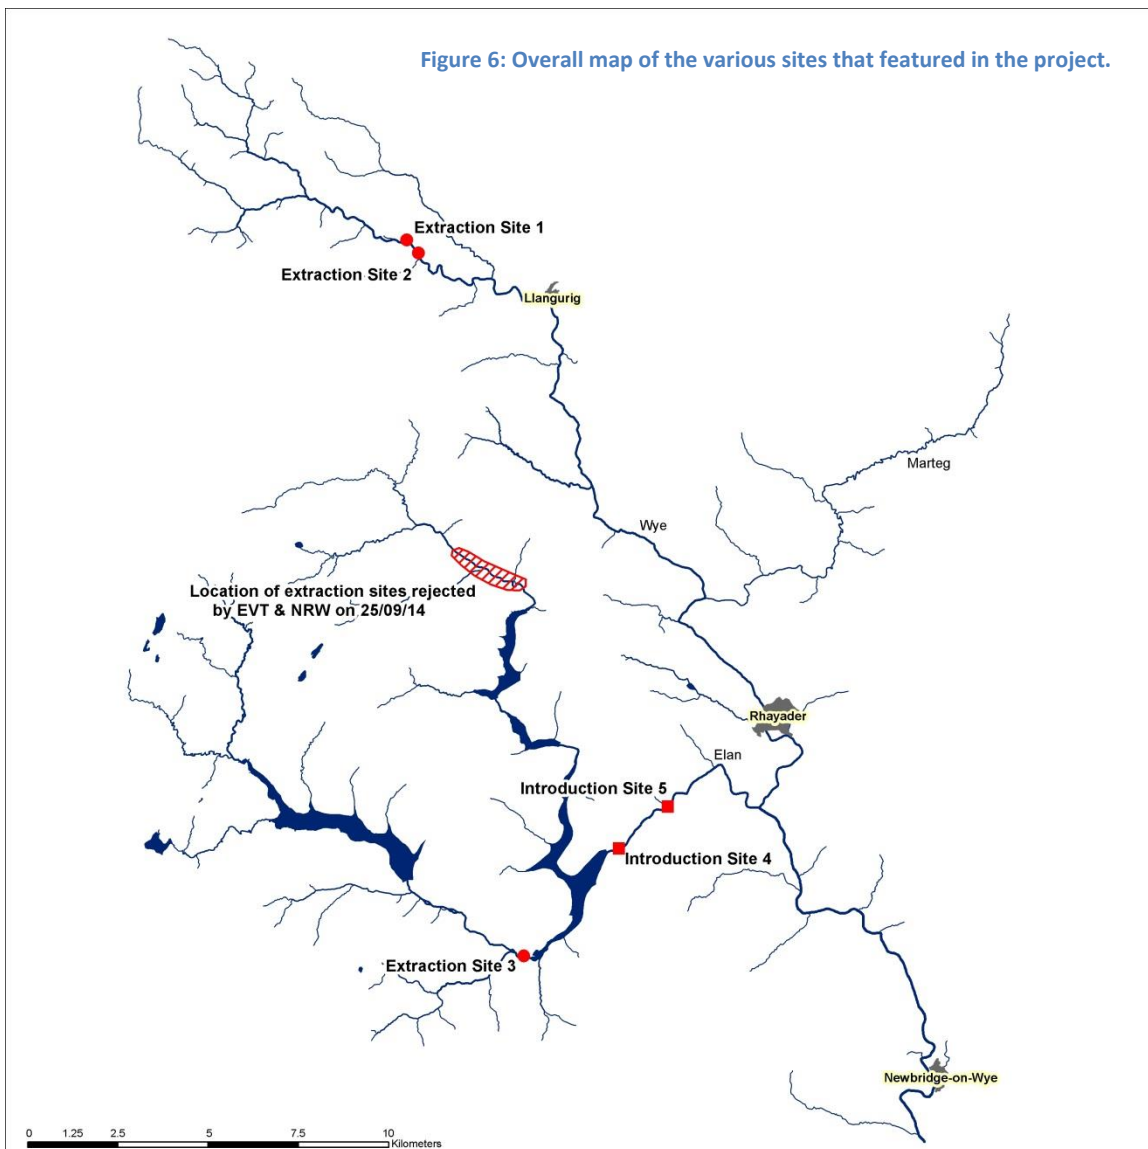 Figure 6: Overall map of the various sites that featured in the project.
Extraction Site 1
Extraction Site 2
Llangurig
Marteg
Wye
Location of extraction sites rejected
by EVT & NRW on 25/09/14
Rhayader
Elan
Introduction Site 5
Introduction Site 4
Extraction Site 3
Newbridge-on-Wye
0 1.25 2.5 5 7.5 10
Kilometers